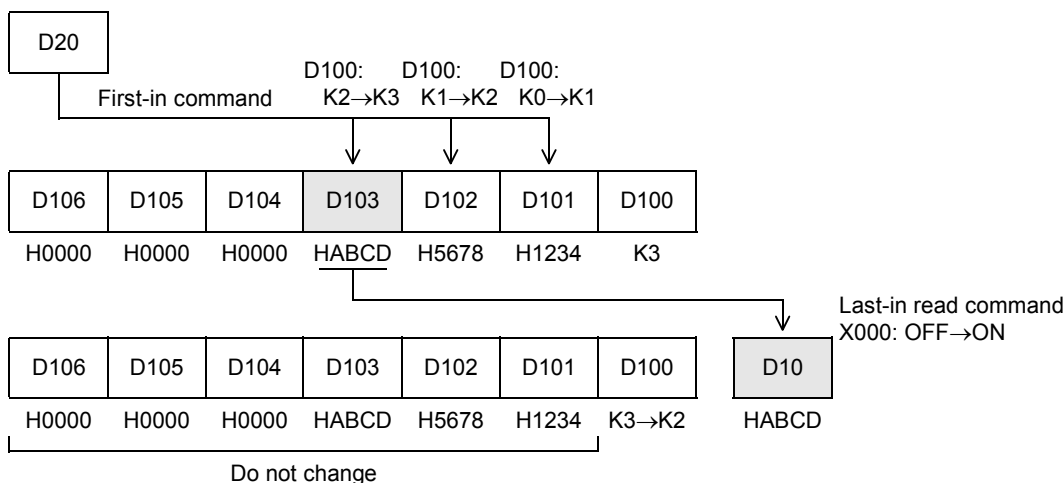 D20
D100: D100: D100:
First-in command K2→K3 K1→K2 K0→K1
D106 D105 D104 D103 D102 D101 D100
H0000 H0000 H0000 HABCD H5678 H1234 K3
Last-in read command
X000: OFF→ON
D106 D105 D104 D103 D102 D101 D100 D10
H0000 H0000 H0000 HABCD H5678 H1234 K3→K2 HABCD
Do not change